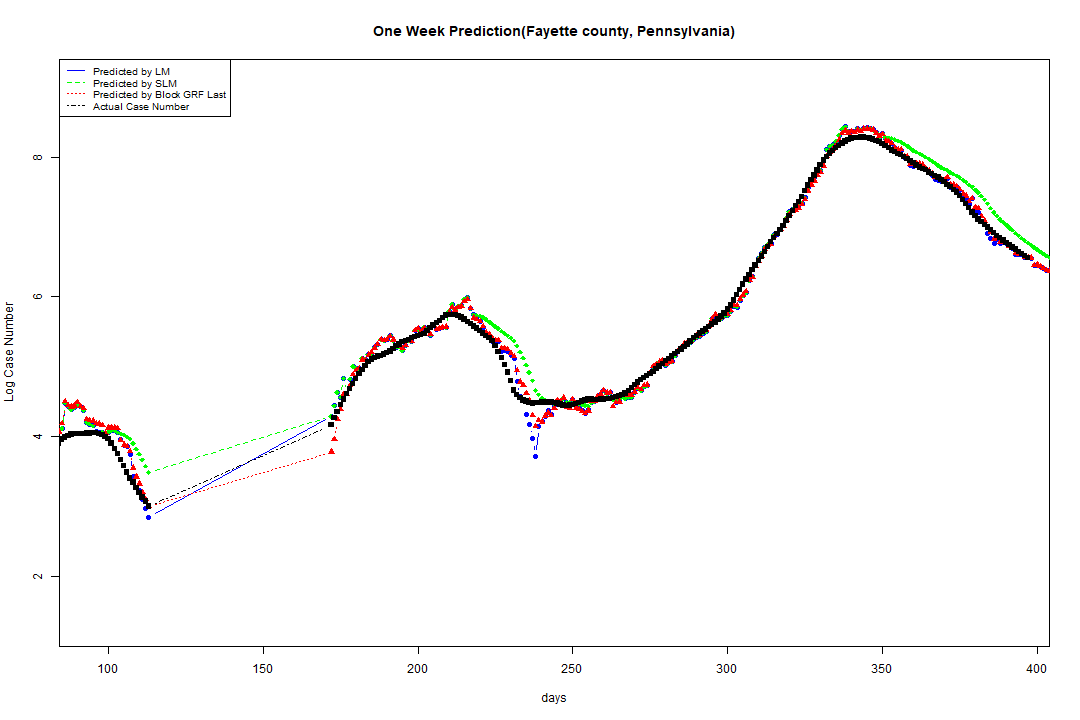 One Week Prediction(Fayette county, Pennsylvania)
Predicted by LM
Predicted by SLM
Predicted by Block GRF Last
Actual Case Number
Log Case Number
8
6
4
2
100 150 200 250 300 350 400
days